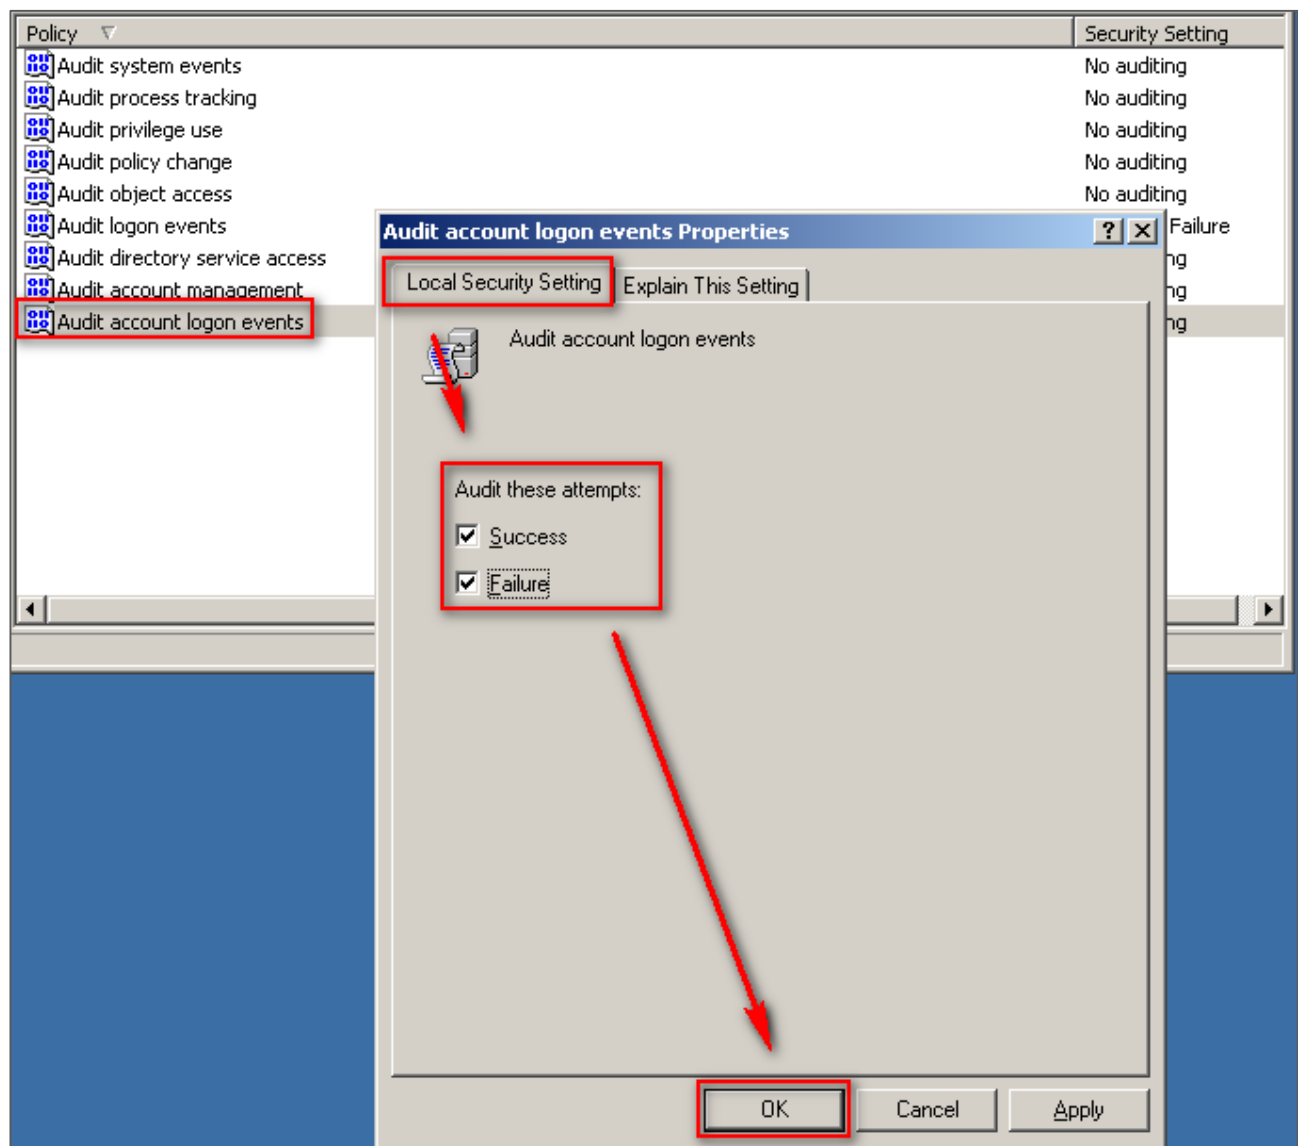 Policy Security Setting
Audit system events No auditing
Audit process tracking No auditing
Audit privilege use No auditing
Audit policy change No auditing
Audit object access No auditing
Audit logon events Failure
Audit directory service access ng
Audit account management ng
Audit account logon events ng
Audit account logon events Properties
Local Security Setting Explain This Setting
Audit account logon events
Audit these attempts:
Success
Failure
OK Cancel Apply